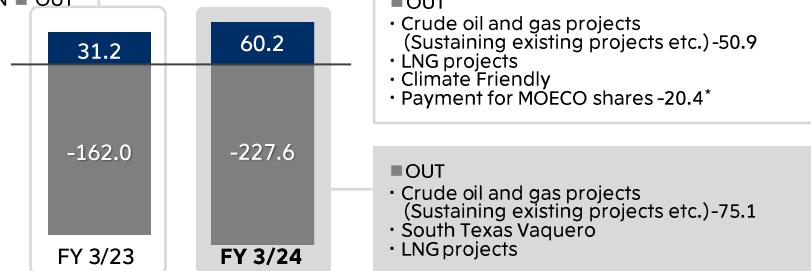 ■ OUT
31.2
60.2
-162.0
-227.6
FY 3/23
FY 3/24
■OUT
・Crude oil and gas projects
(Sustaining existing projects etc.)-50.9
・LNG projects
・Climate Friendly
・Payment for MOECO shares -20.4*
■OUT
・Crude oil and gas projects
(Sustaining existing projects etc.)-75.1
・South Texas Vaquero
・LNG projects